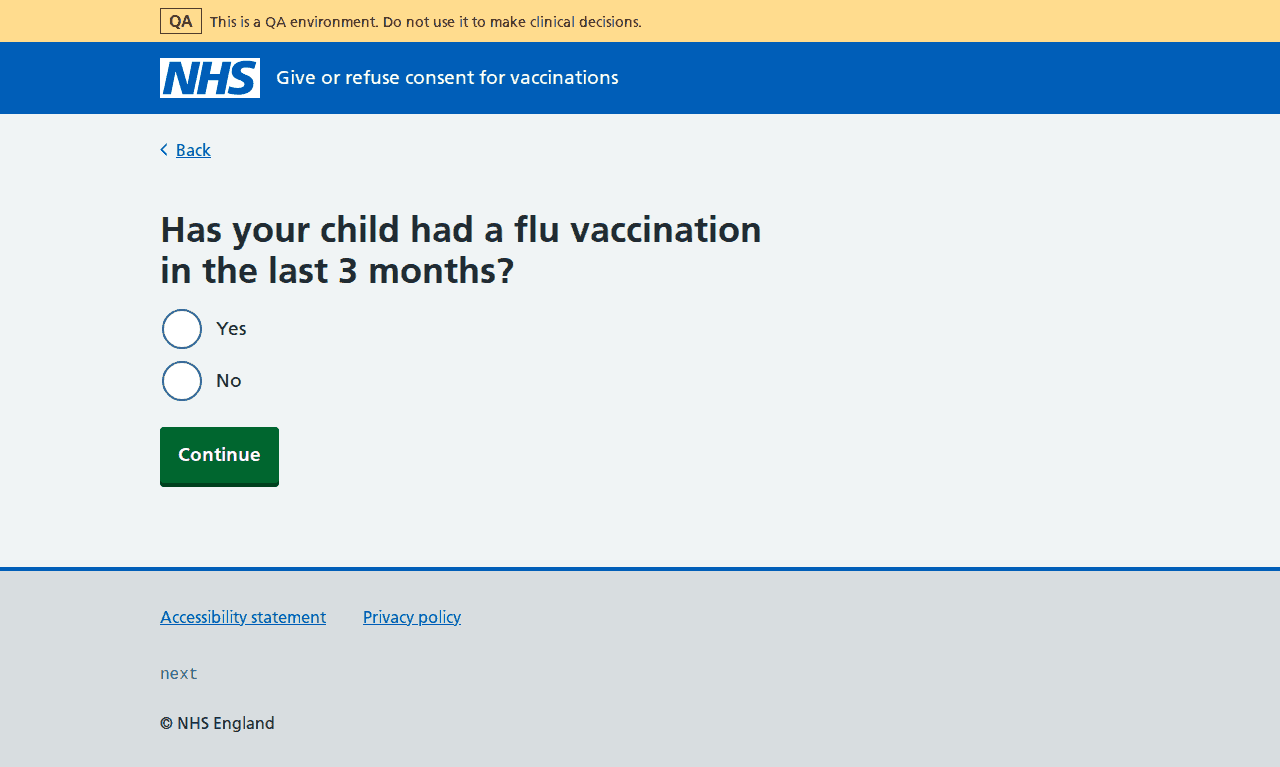 QA This is a QA environment. Do not use it to make clinical decisions.
NHS Give or refuse consent for vaccinations
Back
Has your child had a flu vaccination
in the last 3 months?
Yes
No
Continue
Accessibility statement Privacy policy
next
© NHS England